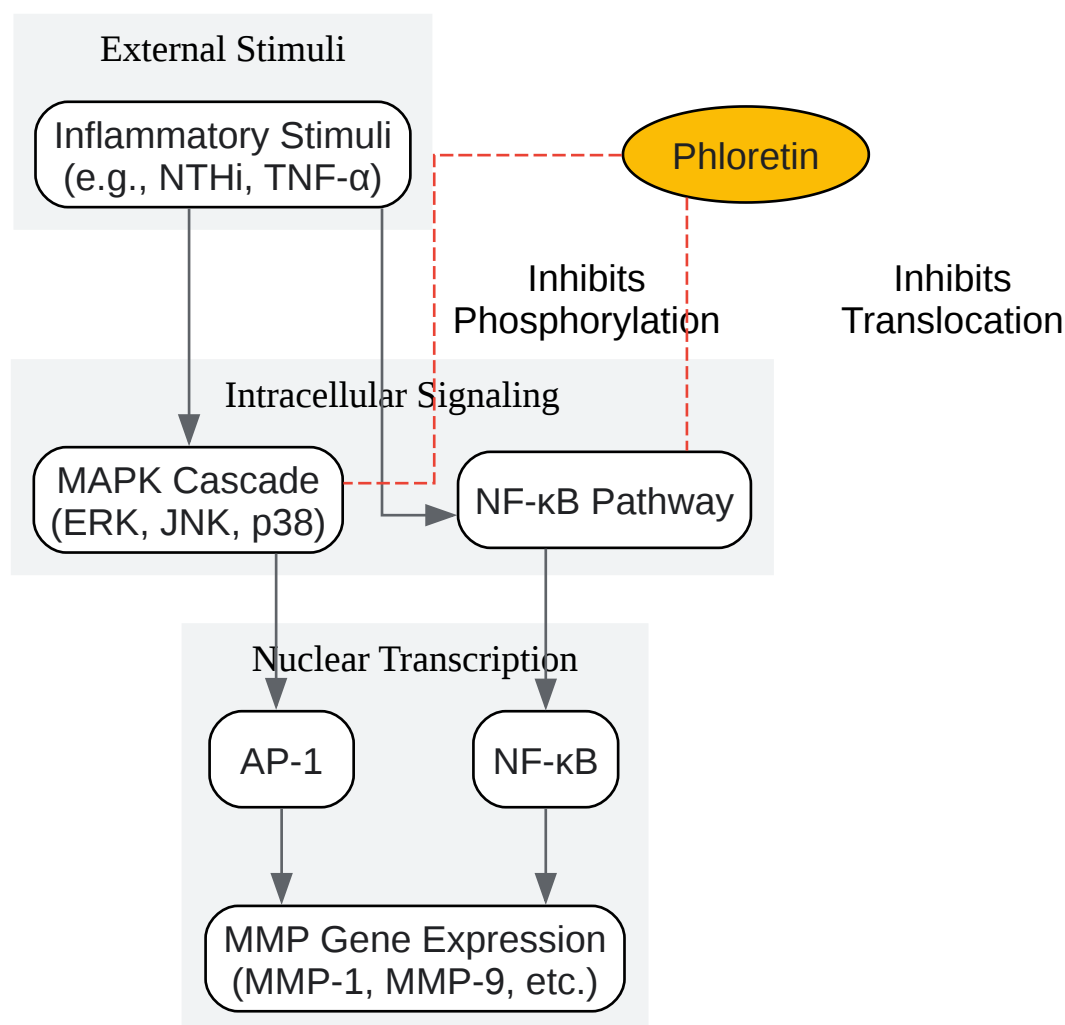 External Stimuli
Inflammatory Stimuli
(e.g., NTHi, TNF-α)
Phloretin
Inhibits
Phosphorylation
Inhibits
Translocation
Intracellular Signaling
MAPK Cascade
(ERK, JNK, p38)
NF-κB Pathway
Nuclear Transcription
AP-1
NF-κB
MMP Gene Expression
(MMP-1, MMP-9, etc.)